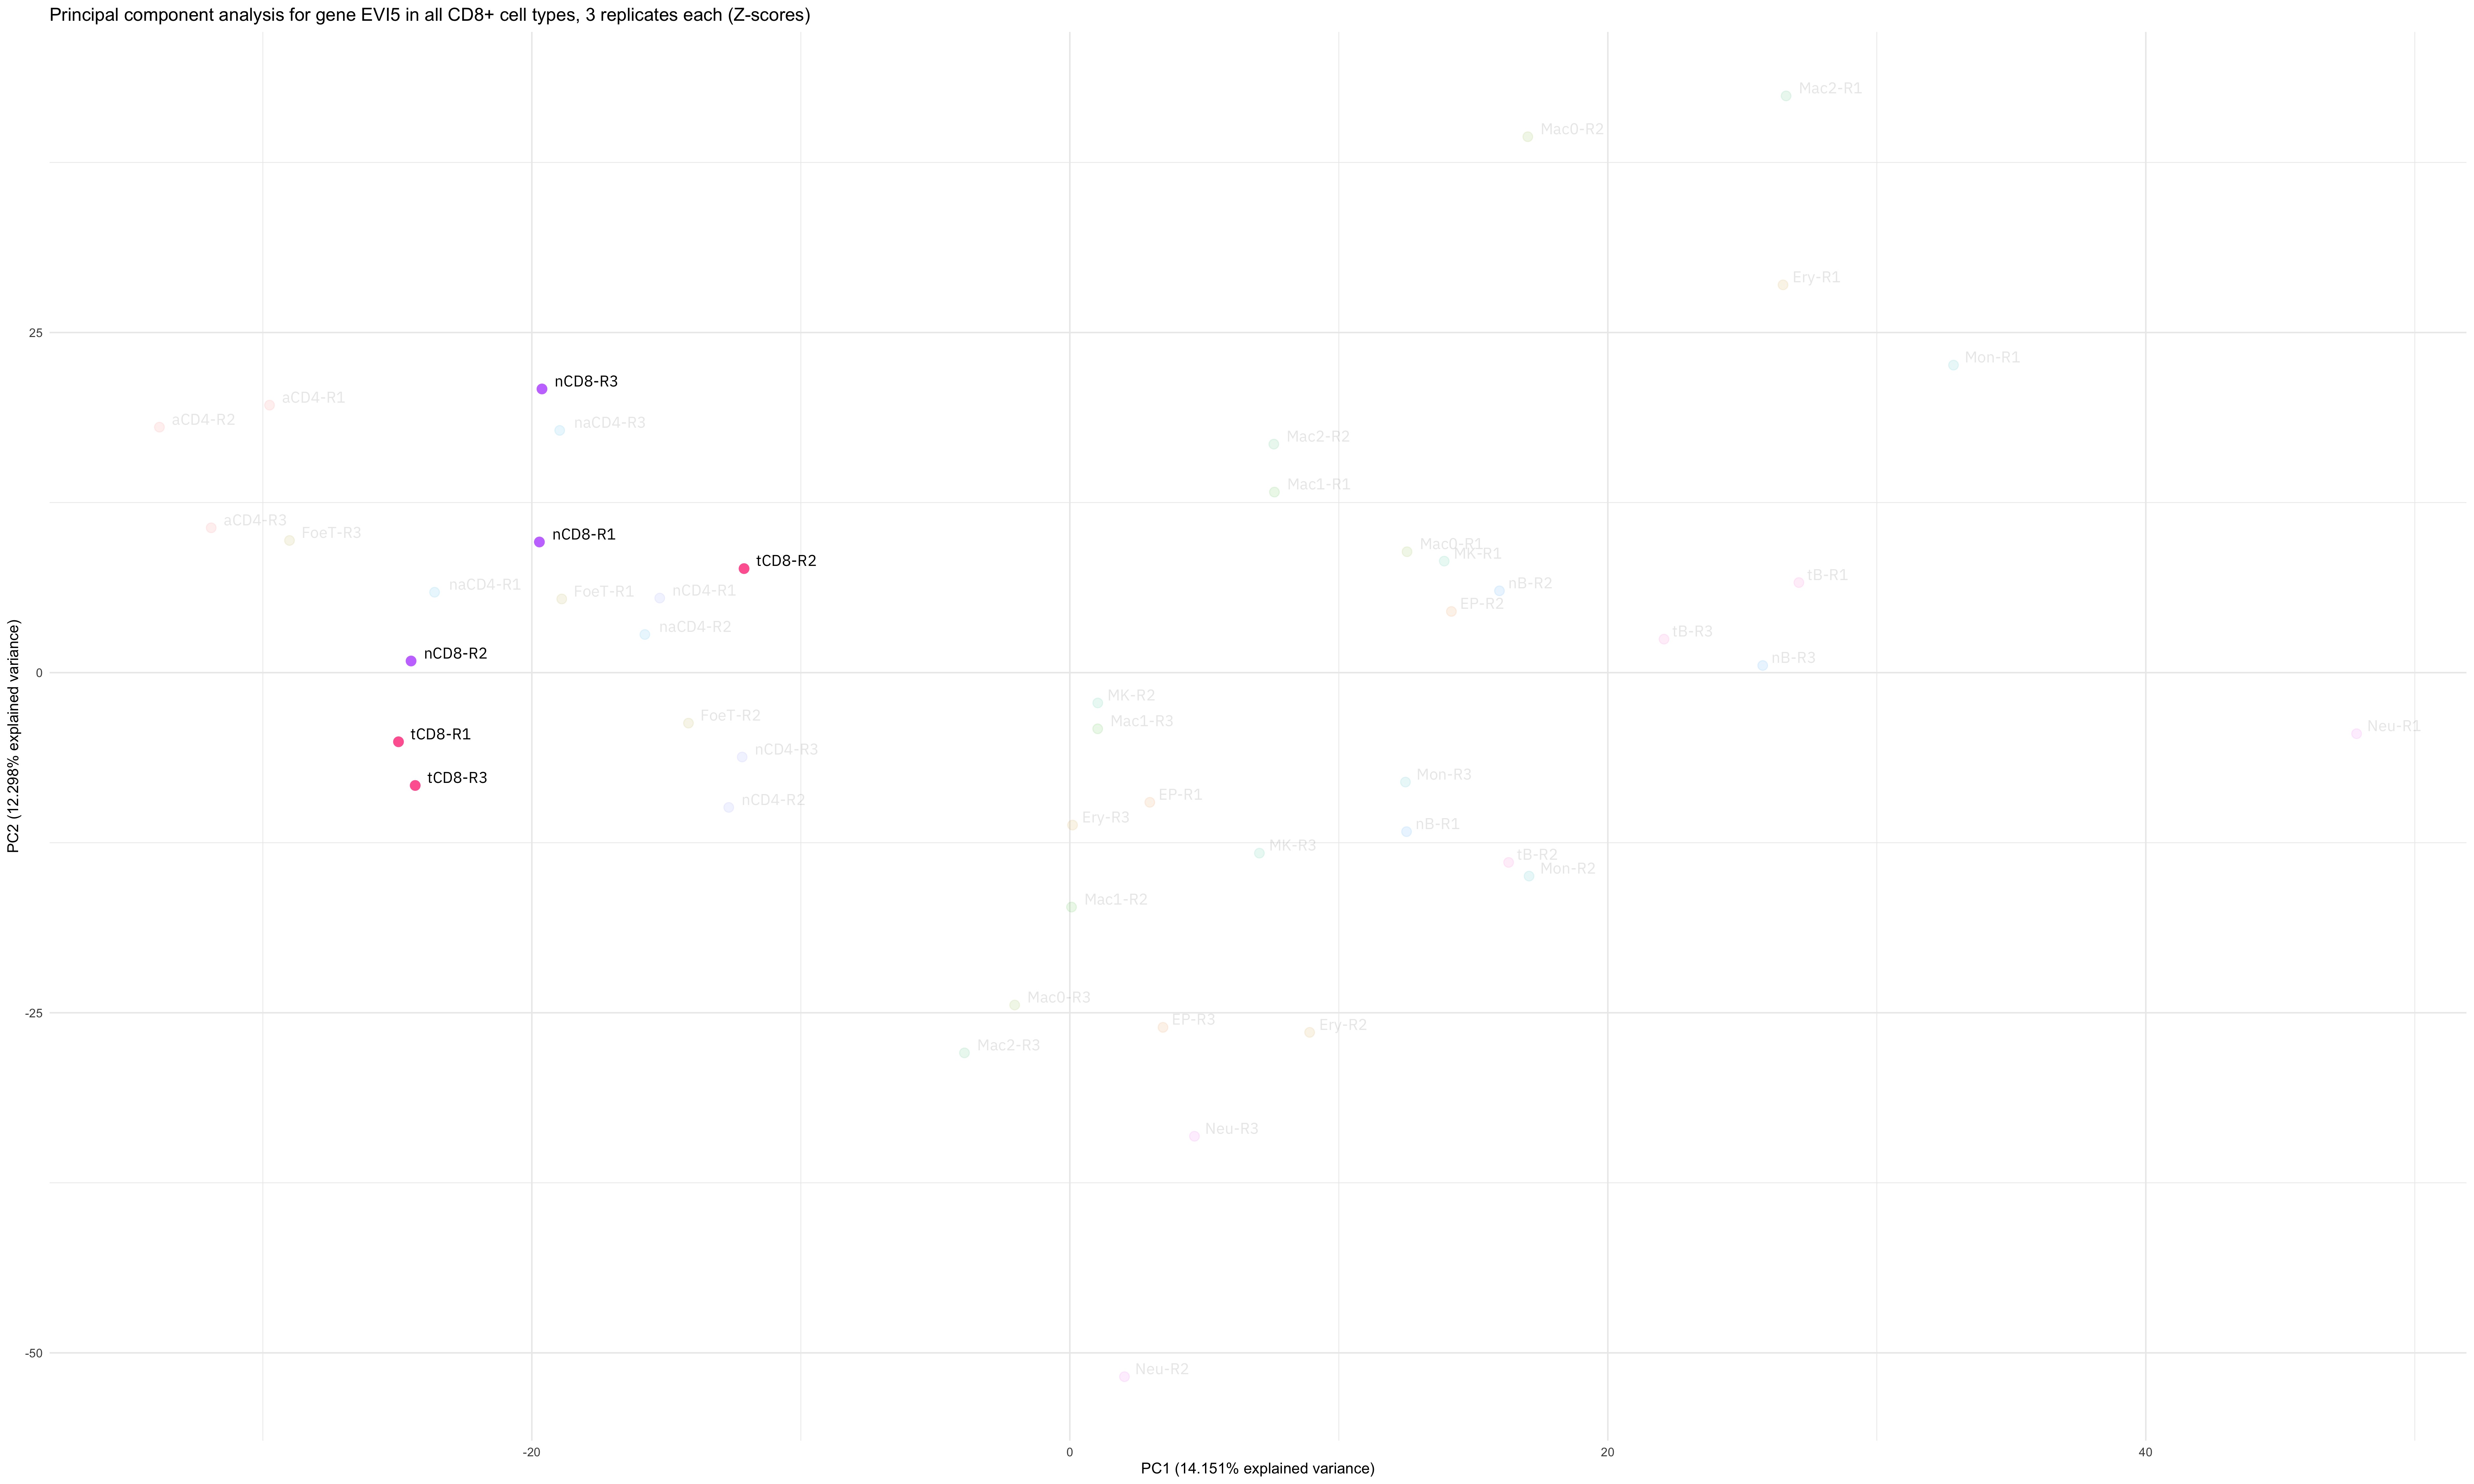 Principal component analysis for gene EVI5 in all CD8+ cell types, 3 replicates each (Z-scores)
Mac2-R1
Mac0-R2
Ery-R1
25
Mon-R1
nCD8-R3
aCD4-R1
aCD4-R2
naCD4-R3
Mac2-R2
Mac1-R1
aCD4-R3
FoeT-R3
nCD8-R1
Mac0-R1
MK-R1
tCD8-R2
tB-R1
naCD4-R1
nB-R2
FoeT-R1
nCD4-R1
EP-R2
naCD4-R2
tB-R3
nCD8-R2
nB-R3
0
MK-R2
FoeT-R2
Mac1-R3
Neu-R1
tCD8-R1
nCD4-R3
tCD8-R3
Mon-R3
EP-R1
nCD4-R2
Ery-R3
nB-R1
MK-R3
tB-R2
Mon-R2
Mac1-R2
Mac0-R3
-25
EP-R3
Ery-R2
Mac2-R3
Neu-R3
-50
Neu-R2
-20
0
20
40
PC1 (14.151% explained variance)
PC2 (12.298% explained variance)